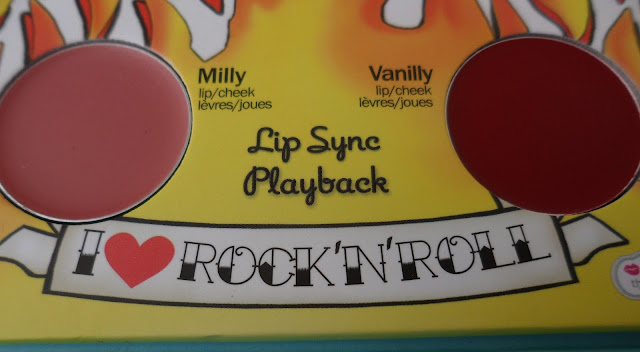 Milly
lip/cheek
lèvres/joues
Vanilly
lip/cheek
lèvres/joues
Lip Sync
Playback
I ❤ ROCK'N'ROLL